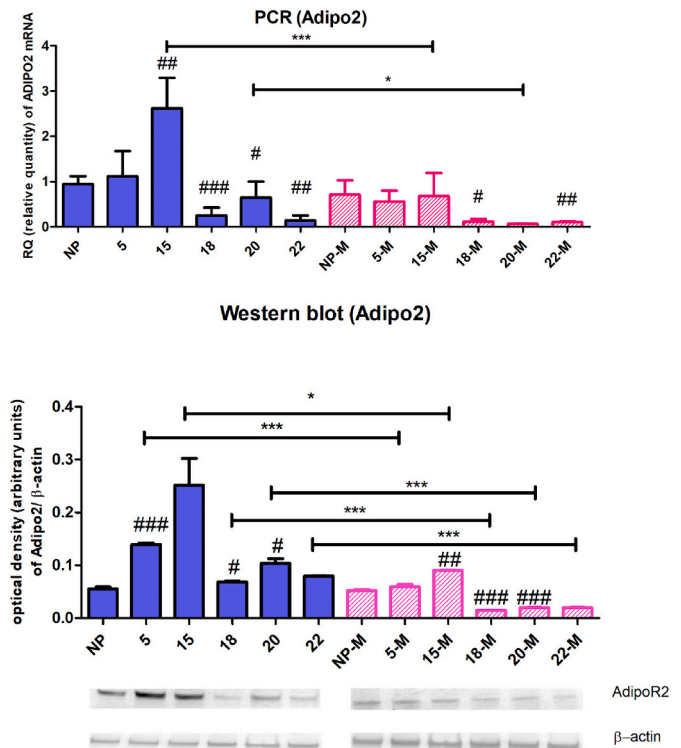 PCR (Adipo2)
RQ (relative quantity) of ADIPO2 mRNA
4
3
2
1
0
***
*
##
###
#
##
#
##
NP
5
15
18
20
22
NP-M
5-M
15-M
18-M
20-M
22-M
Western blot (Adipo2)
optical density (arbitrary units)
of Adipo2/ β-actin
0.4
0.3
0.2
0.1
0.0
*
***
***
***
***
###
#
#
##
###
###
NP
5
15
18
20
22
NP-M
5-M
15-M
18-M
20-M
22-M
AdipoR2
β–actin